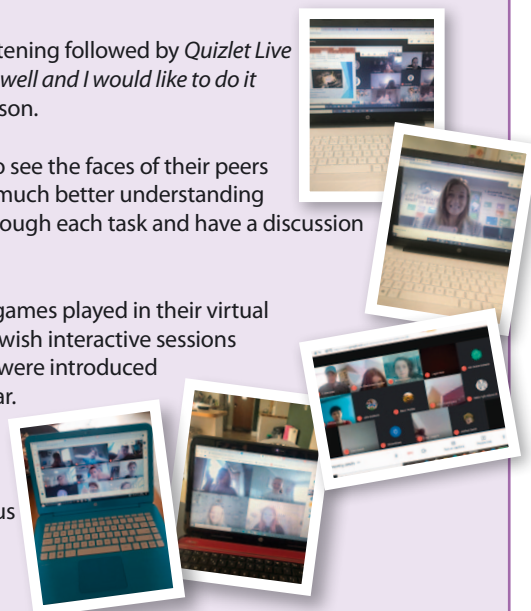 tening followed by Quizlet Live
well and I would like to do it
son.
o see the faces of their peers
much better understanding
ough each task and have a discussion
games played in their virtual
wish interactive sessions
were introduced
ar.
us